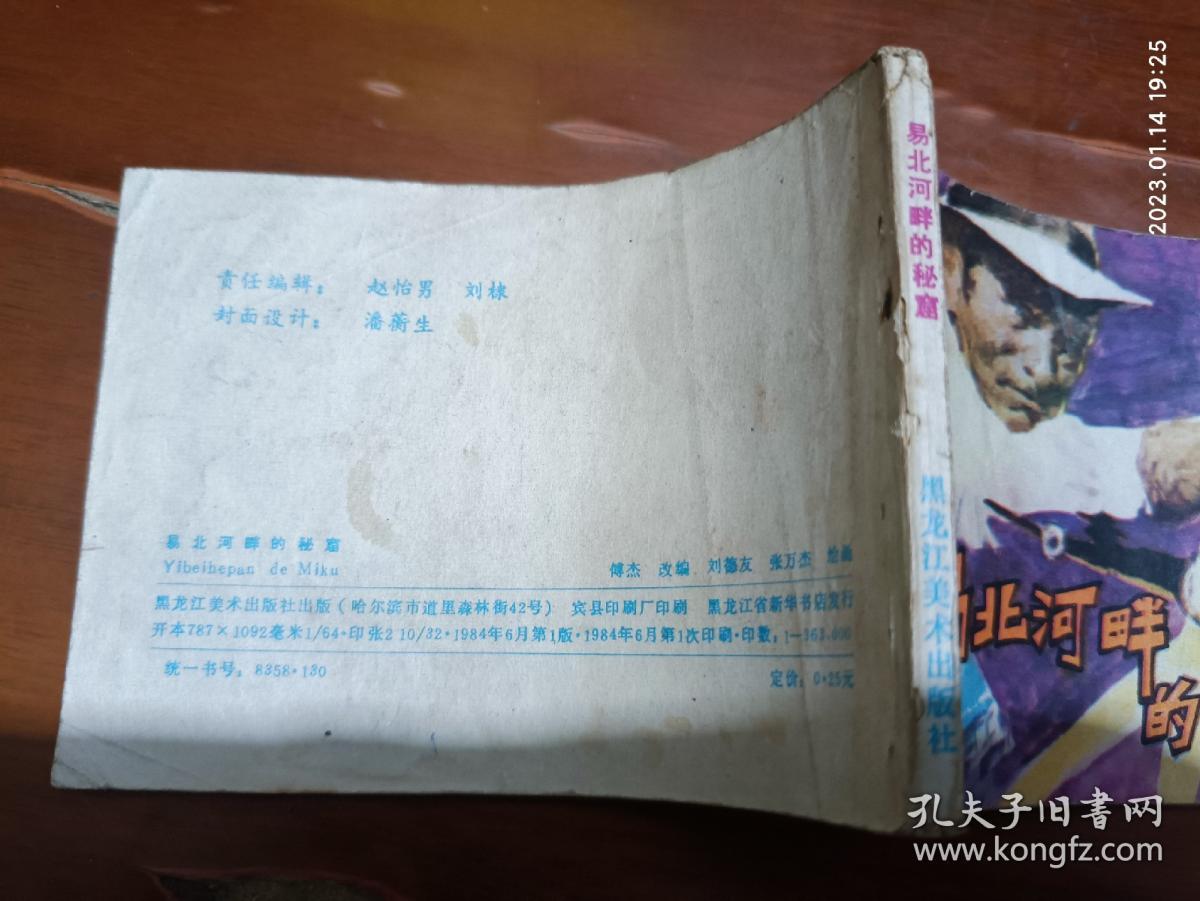 责任编辑：　赵怡男　刘棣
封面设计：　潘蘅生
易北河畔的秘窟
Yibeihepan de Miku
傅杰　改编　刘德友　张万杰　绘画
黑龙江美术出版社出版（哈尔滨市道里森林街42号）　宾县印刷厂印刷　黑龙江省新华书店发行
开本787×1092毫米1/64·印张2 10/32·1984年6月第1版·1984年6月第1次印刷·印数：1—363,000
统一书号：8358·130　定价：0·25元
易北河畔的秘窟
黑龙江美术出版社
北河畔
的
2023.01.14 19:25
孔夫子旧书网
www.kongfz.com